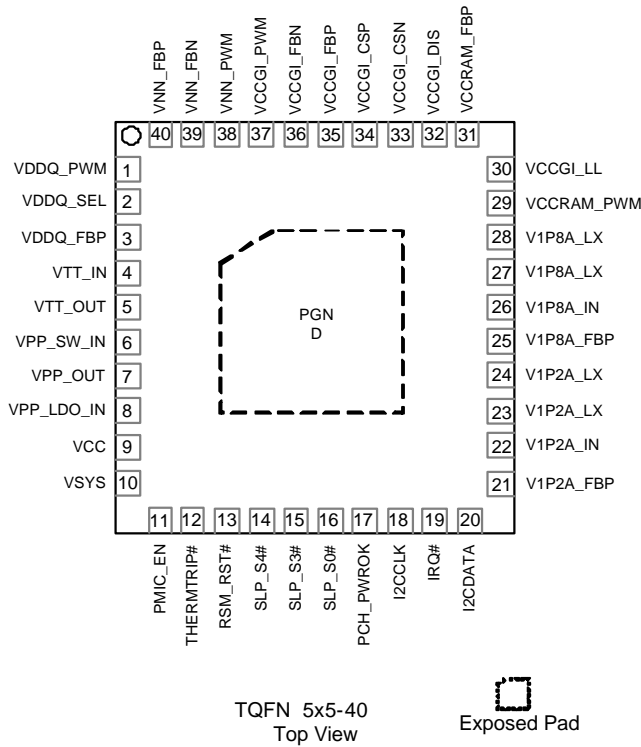 VNN_FBP
VNN_FBN
VNN_PWM
VCCGI_PWM
VCCGI_FBN
VCCGI_FBP
VCCGI_CSP
VCCGI_CSN
VCCGI_DIS
VCCRAM_FBP
40 39 38 37 36 35 34 33 32 31
VDDQ_PWM 1
VDDQ_SEL 2
VDDQ_FBP 3
VTT_IN 4
VTT_OUT 5
VPP_SW_IN 6
VPP_OUT 7
VPP_LDO_IN 8
VCC 9
VSYS 10
PGN
D
30 VCCGI_LL
29 VCCRAM_PWM
28 V1P8A_LX
27 V1P8A_LX
26 V1P8A_IN
25 V1P8A_FBP
24 V1P2A_LX
23 V1P2A_LX
22 V1P2A_IN
21 V1P2A_FBP
11 12 13 14 15 16 17 18 19 20
PMIC_EN
THERMTRIP#
RSM_RST#
SLP_S4#
SLP_S3#
SLP_S0#
PCH_PWROK
I2CCLK
IRQ#
I2CDATA
TQFN 5x5-40
Top View
Exposed Pad